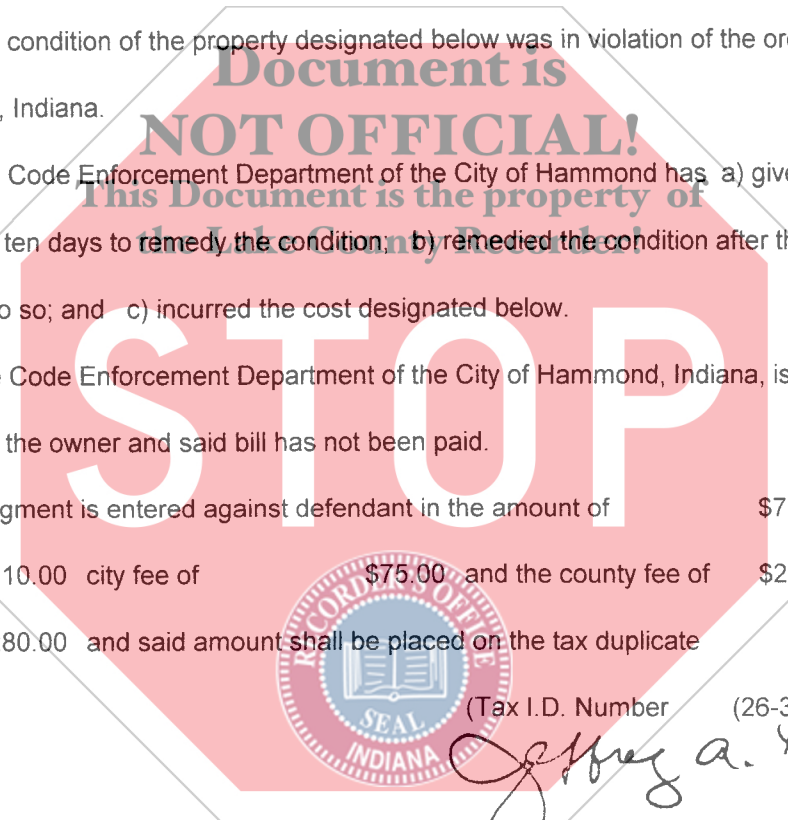 condition of the property designated below was in violation of the
Document is
, Indiana.
NOT OFFICIAL!
Code Enforcement Department of the City of Hammond has a)
This Document is the property of
ten days to remedy the condition; b) remedied the condition after
the Lake County Recorder!
so; and c) incurred the cost designated below.
STOP
Code Enforcement Department of the City of Hammond, Indiana, is
the owner and said bill has not been paid.
is entered against defendant in the amount of $7
10.00 city fee of $75.00 and the county fee of $2
80.00 and said amount shall be placed on the tax duplicate
RECORDER'S OFFICE
SEAL
INDIANA
(Tax I.D. Number (26-3
Jeffrey A.